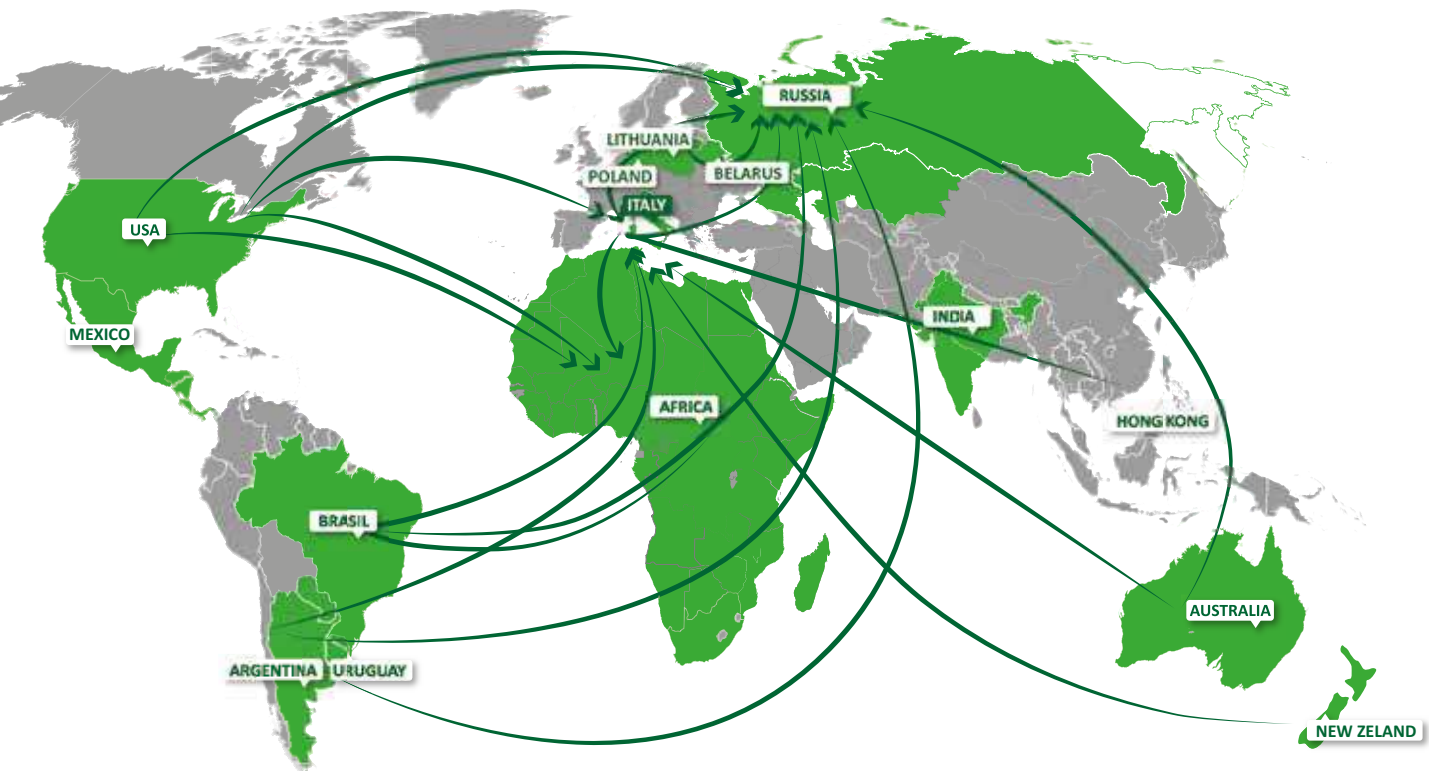 RUSSIA
LITHUANIA
POLAND
BELARUS
ITALY
USA
INDIA
MEXICO
AFRICA
HONG KONG
BRASIL
AUSTRALIA
ARGENTINA
URUGUAY
NEW ZELAND